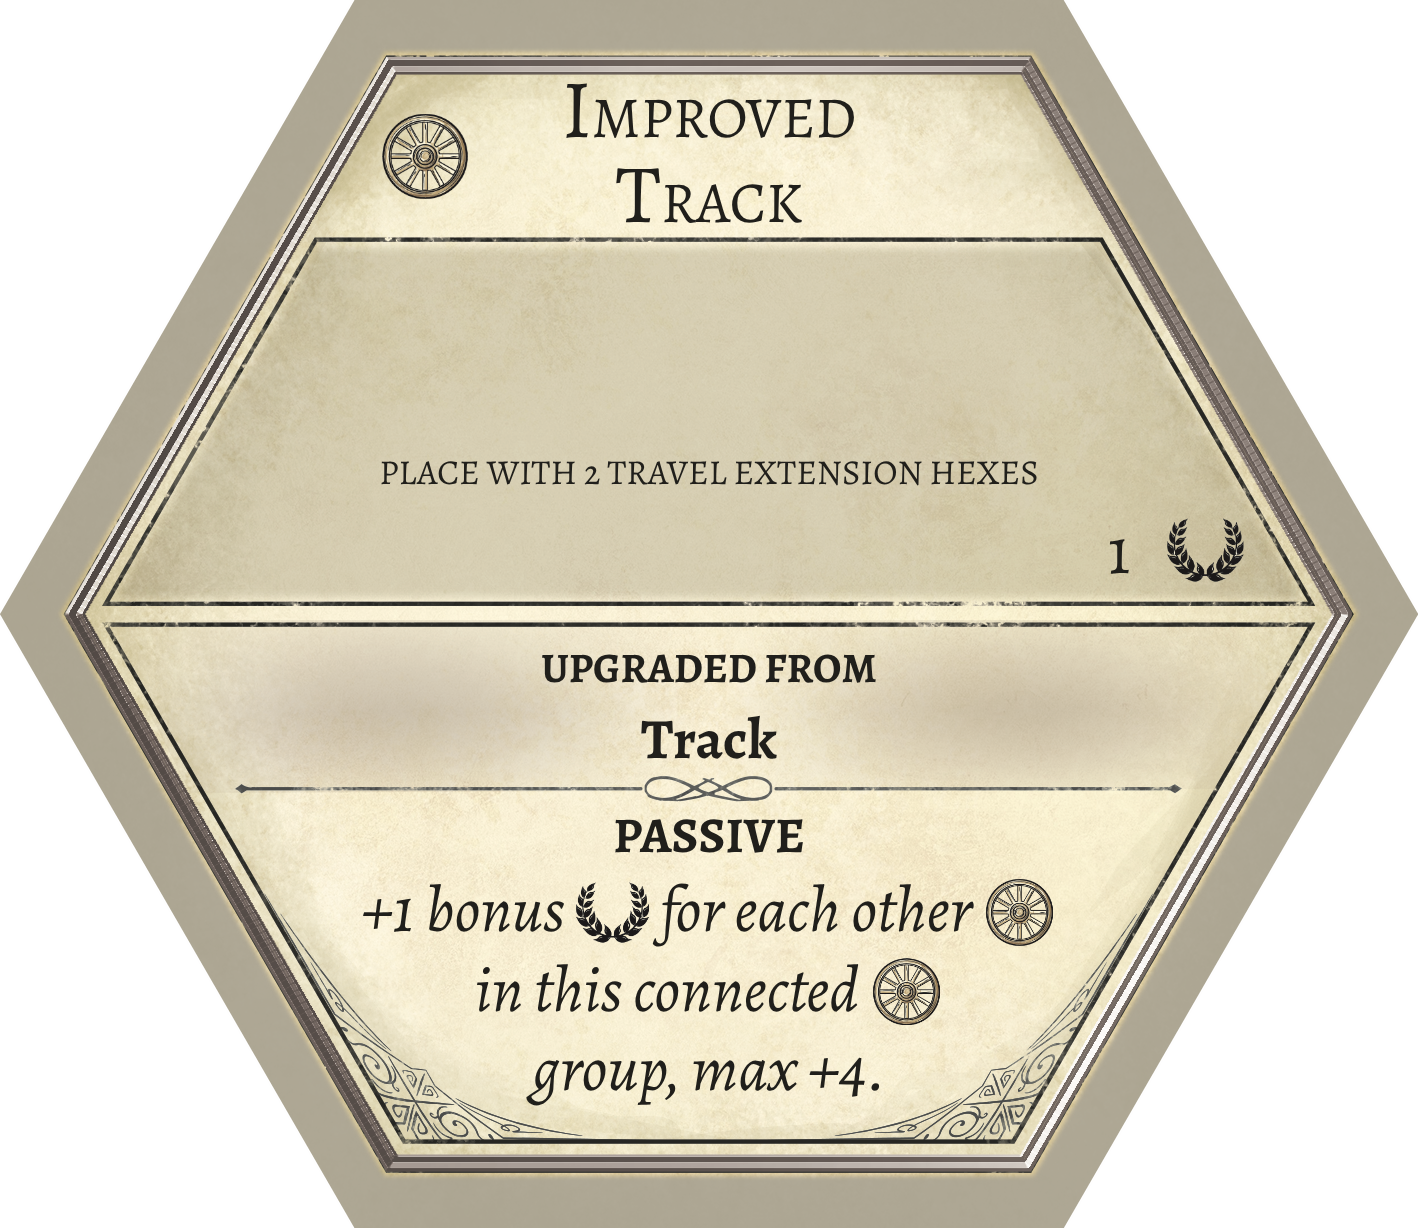 Improved
Track
PLACE WITH 2 TRAVEL EXTENSION HEXES
1
UPGRADED FROM
Track
PASSIVE
+1 bonus for each other
in this connected
group, max +4.